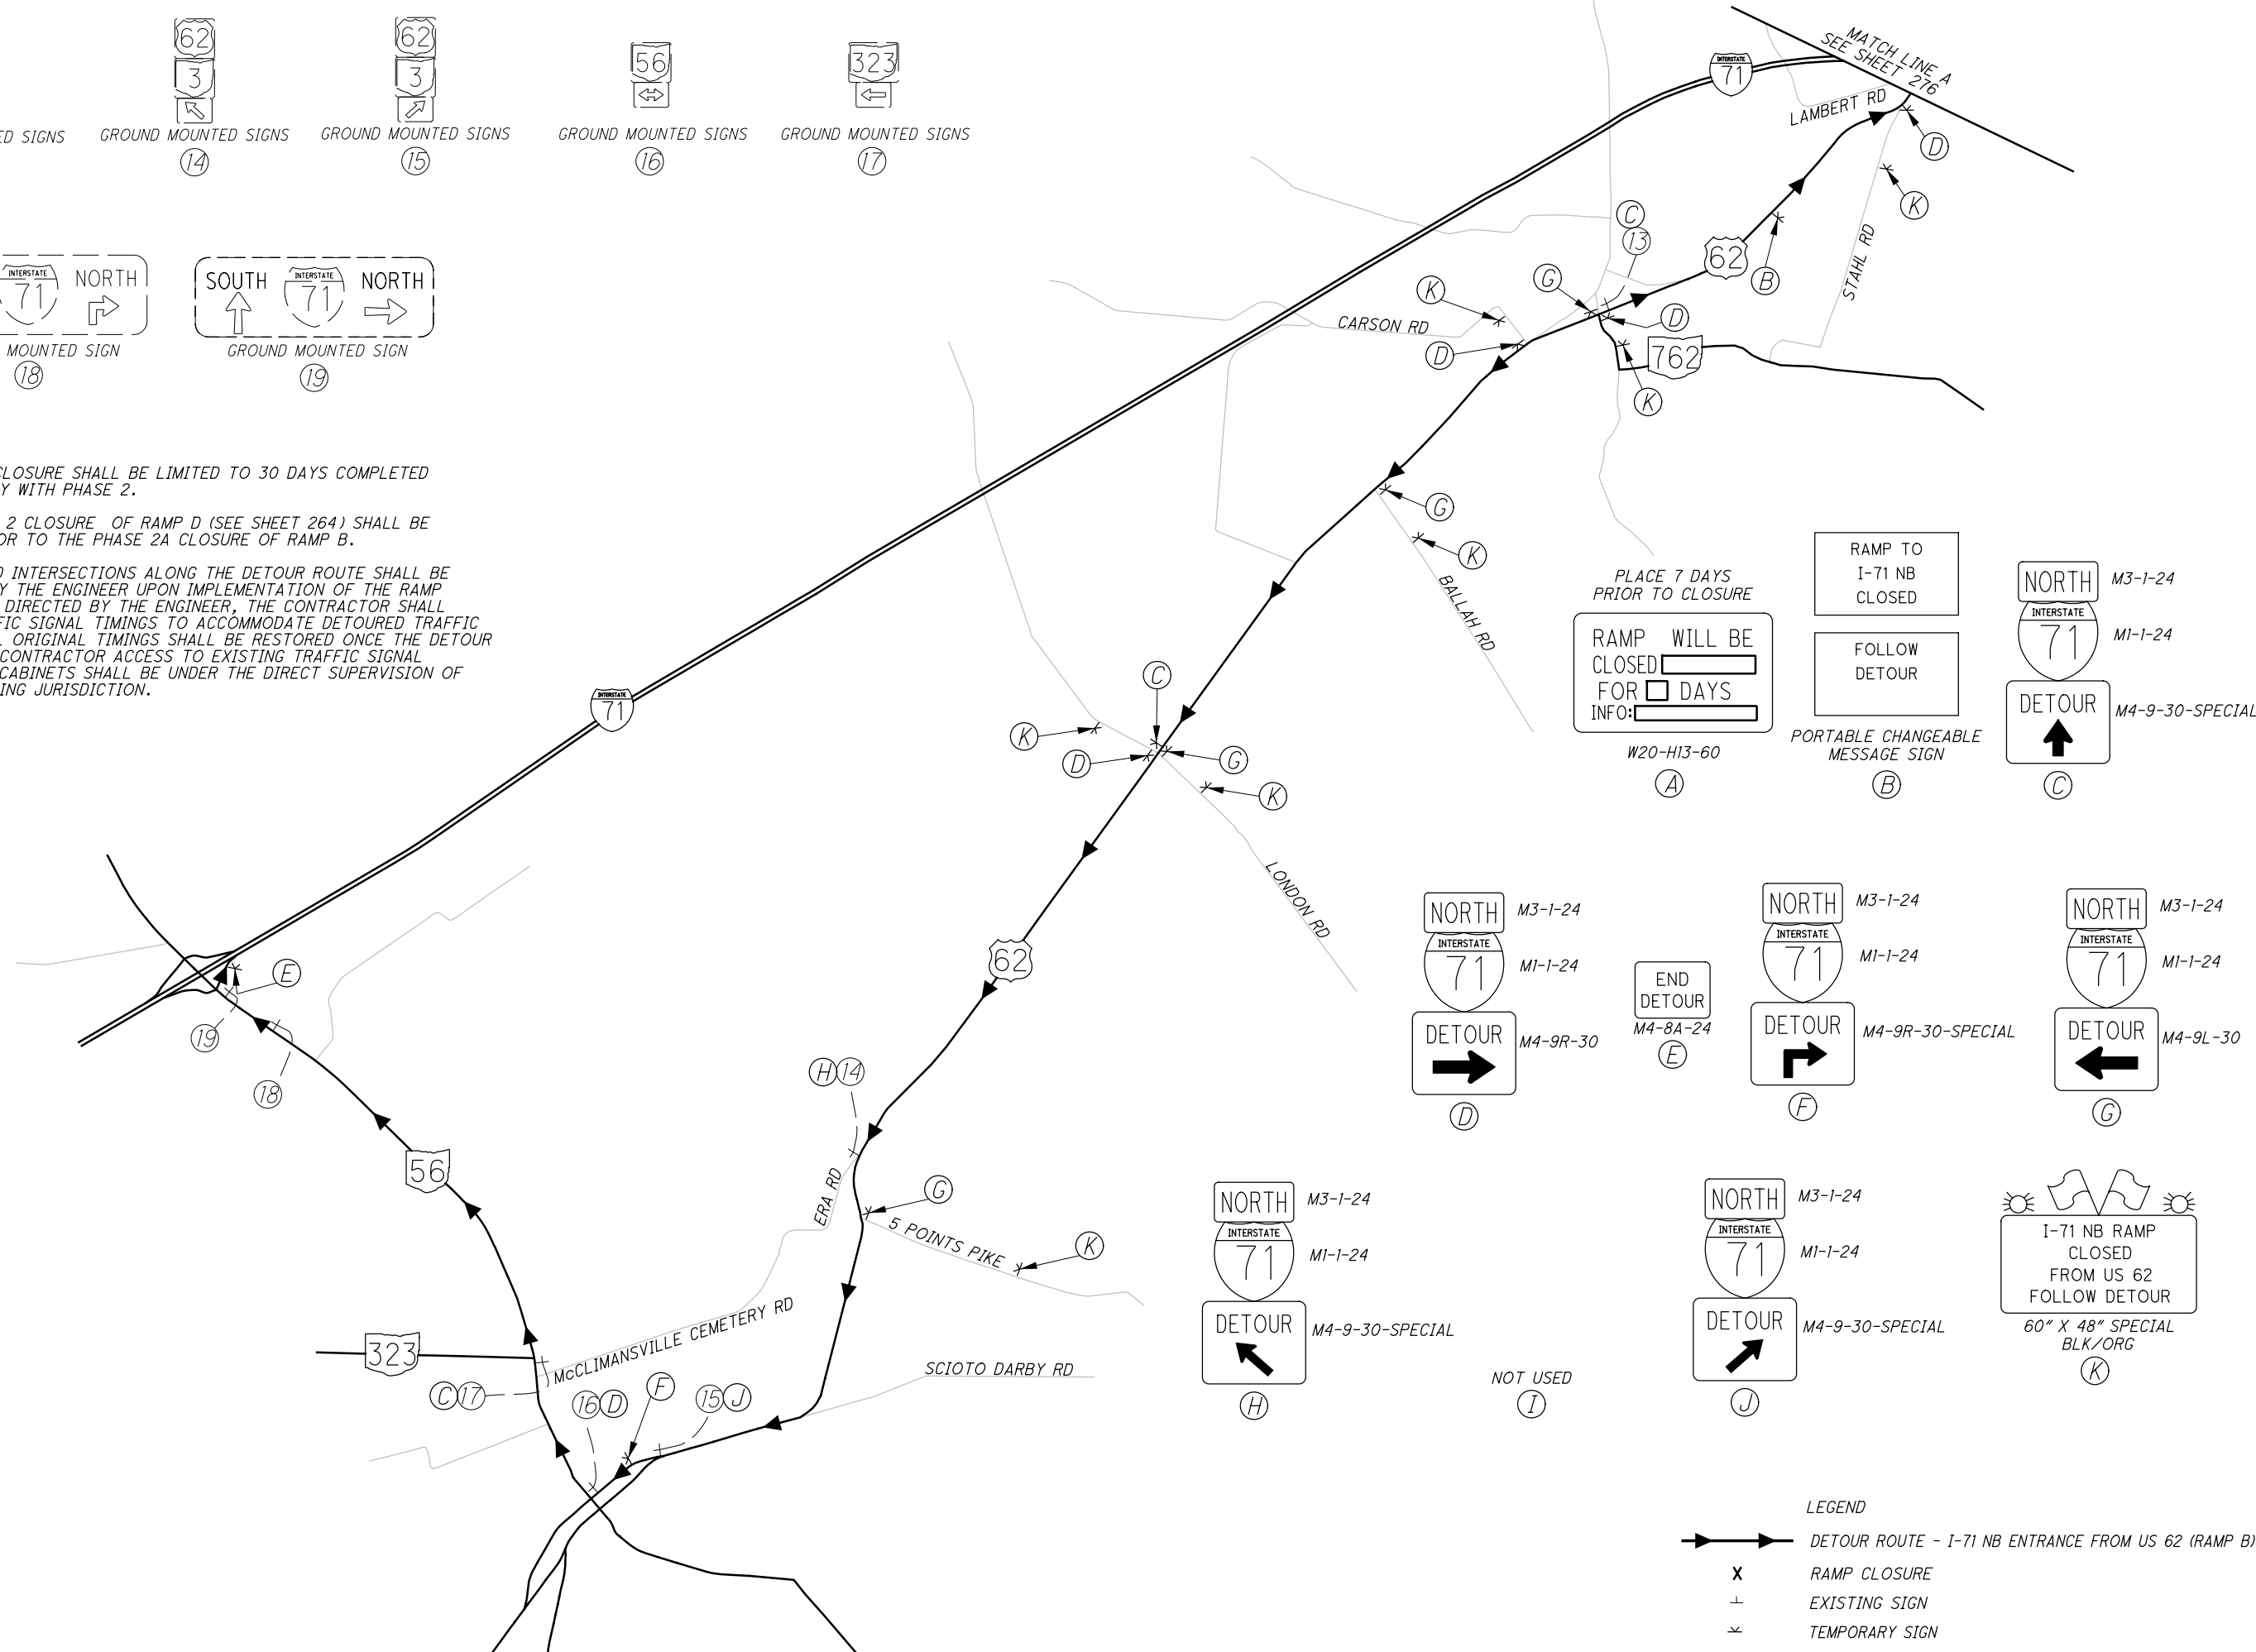 62
3
62
3
56
323
ED SIGNS
GROUND MOUNTED SIGNS
14
GROUND MOUNTED SIGNS
15
GROUND MOUNTED SIGNS
16
GROUND MOUNTED SIGNS
17
INTERSTATE
71
NORTH
MOUNTED SIGN
18
SOUTH
INTERSTATE
71
NORTH
GROUND MOUNTED SIGN
19
CLOSURE SHALL BE LIMITED TO 30 DAYS COMPLETED
Y WITH PHASE 2.
2 CLOSURE OF RAMP D (SEE SHEET 264) SHALL BE
OR TO THE PHASE 2A CLOSURE OF RAMP B.
D INTERSECTIONS ALONG THE DETOUR ROUTE SHALL BE
Y THE ENGINEER UPON IMPLEMENTATION OF THE RAMP
DIRECTED BY THE ENGINEER, THE CONTRACTOR SHALL
FIC SIGNAL TIMINGS TO ACCOMMODATE DETOURED TRAFFIC
L ORIGINAL TIMINGS SHALL BE RESTORED ONCE THE DETOUR
CONTRACTOR ACCESS TO EXISTING TRAFFIC SIGNAL
CABINETS SHALL BE UNDER THE DIRECT SUPERVISION OF
ING JURISDICTION.
MATCH LINE A
SEE SHEET 276
INTERSTATE
71
LAMBERT RD
D
K
C
13
62
B
STAHL RD
G
K
D
CARSON RD
D
762
K
G
K
BALLAH RD
INTERSTATE
71
C
K
D
G
K
LONDON RD
62
E
19
18
H 14
56
ERA RD
G
5 POINTS PIKE
K
323
McCLIMANSVILLE CEMETERY RD
SCIOTO DARBY RD
C 17
16 D
F
15 J
PLACE 7 DAYS
PRIOR TO CLOSURE
RAMP WILL BE
CLOSED
FOR DAYS
INFO:
W20-H13-60
A
RAMP TO
I-71 NB
CLOSED
FOLLOW
DETOUR
PORTABLE CHANGEABLE
MESSAGE SIGN
B
NORTH M3-1-24
INTERSTATE
71 M1-1-24
DETOUR M4-9-30-SPECIAL
C
NORTH M3-1-24
INTERSTATE
71 M1-1-24
DETOUR M4-9R-30
D
END
DETOUR
M4-8A-24
E
NORTH M3-1-24
INTERSTATE
71 M1-1-24
DETOUR M4-9R-30-SPECIAL
F
NORTH M3-1-24
INTERSTATE
71 M1-1-24
DETOUR M4-9L-30
G
NORTH M3-1-24
INTERSTATE
71 M1-1-24
DETOUR M4-9-30-SPECIAL
H
NOT USED
I
NORTH M3-1-24
INTERSTATE
71 M1-1-24
DETOUR M4-9-30-SPECIAL
J
I-71 NB RAMP
CLOSED
FROM US 62
FOLLOW DETOUR
60" X 48" SPECIAL
BLK/ORG
K
LEGEND
DETOUR ROUTE - I-71 NB ENTRANCE FROM US 62 (RAMP B)
RAMP CLOSURE
EXISTING SIGN
TEMPORARY SIGN